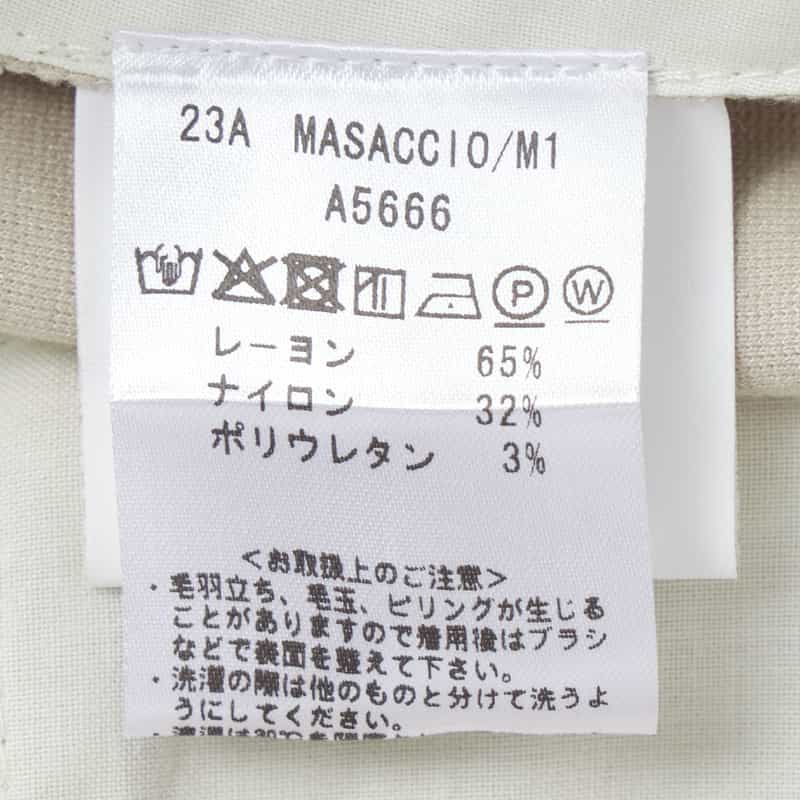 23A MASACCIO/M1
A5666
P W
レーヨン 65%
ナイロン 32%
ポリウレタン 3%
<お取扱上のご注意>
・毛羽立ち、毛玉、ピリングが生じる
ことがありますので着用後はブラシ
などで表面を整えて下さい。
・洗濯の際は他のものと分けて洗うよ
うにしてください。